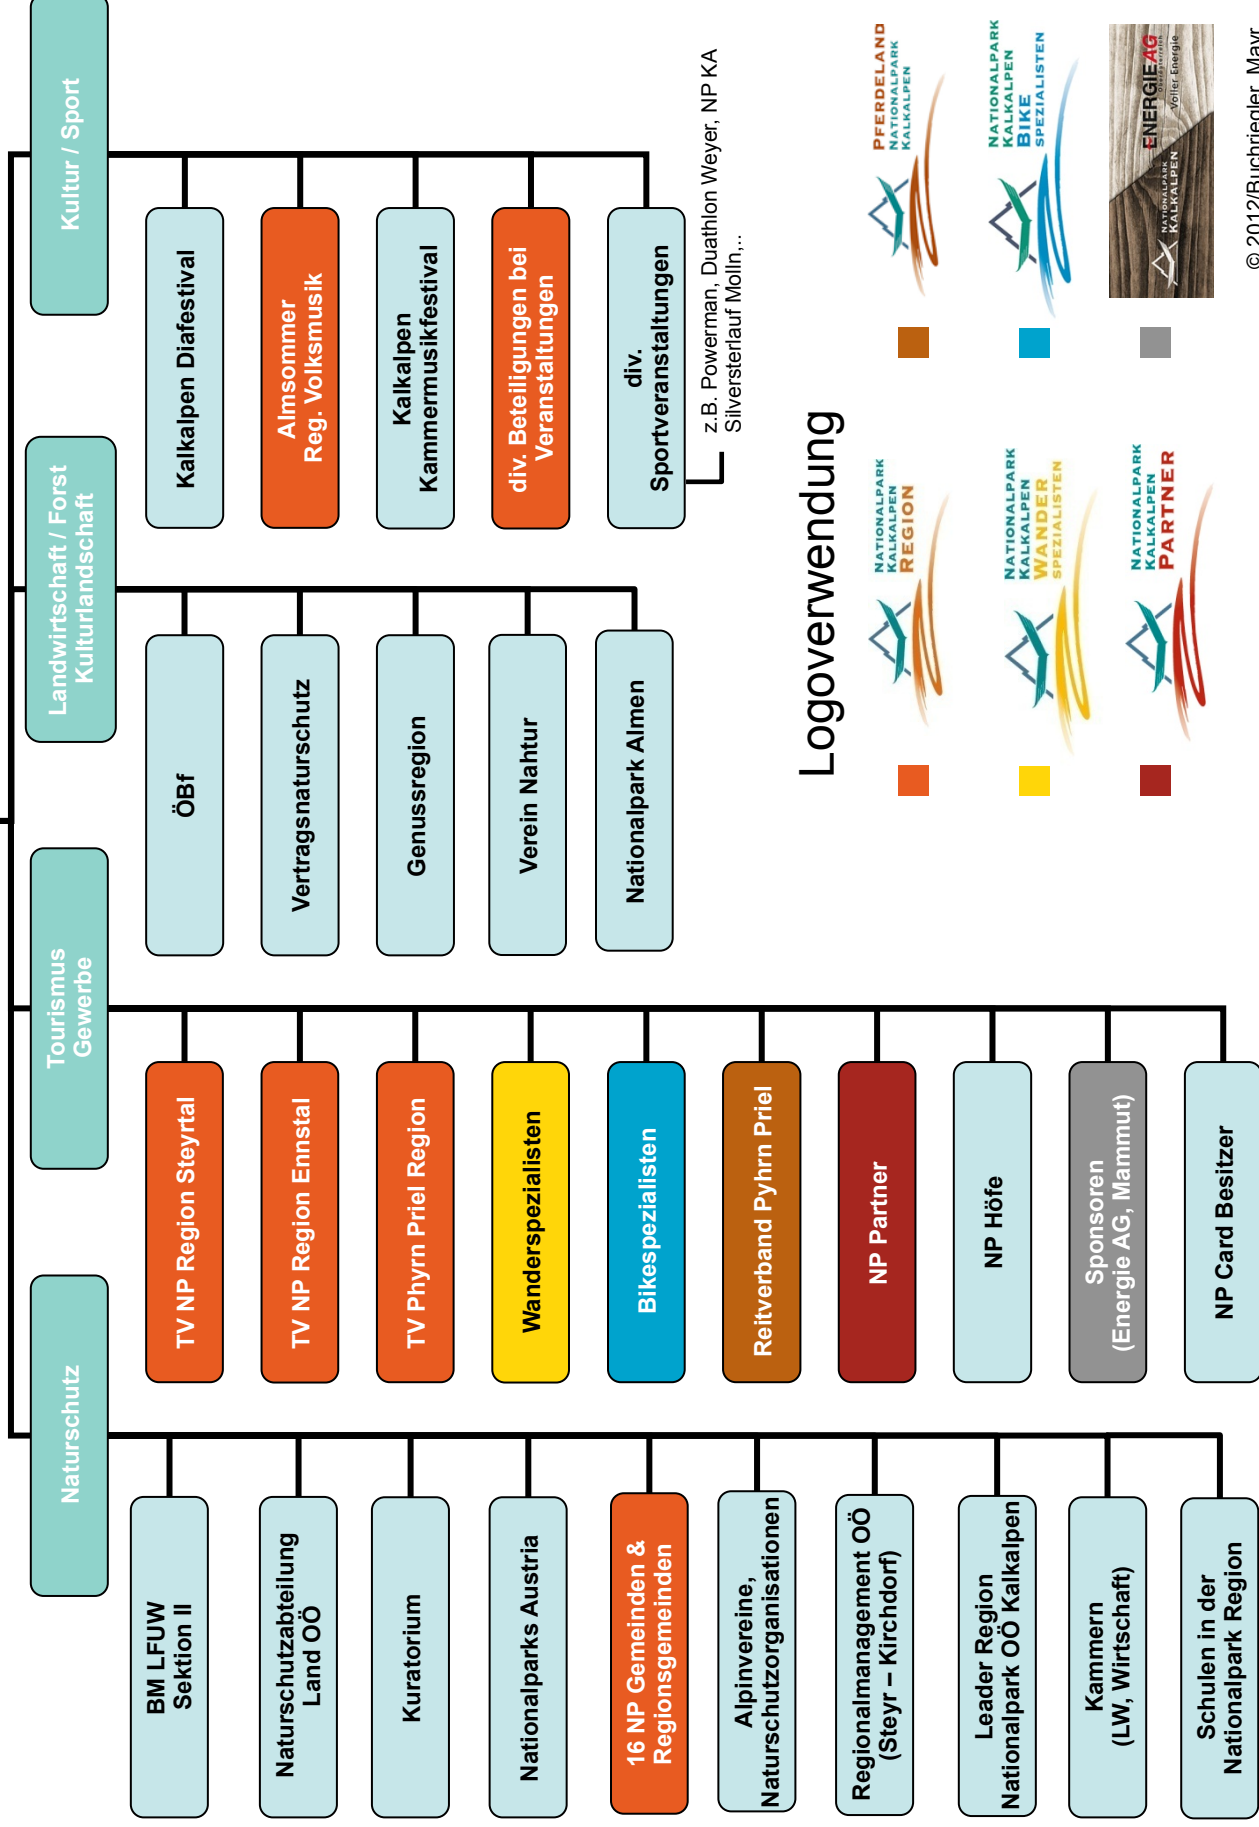 Naturschutz
BM LFUW
Sektion II
Naturschutzabteilung
Land OÖ
Kuratorium
Nationalparks Austria
16 NP Gemeinden &
Regionsgemeinden
Alpinvereine,
Naturschutzorganisationen
Regionalmanagement OÖ
(Steyr – Kirchdorf)
Leader Region
Nationalpark OÖ Kalkalpen
Kammern
(LW, Wirtschaft)
Schulen in der
Nationalpark Region
Tourismus
Gewerbe
TV NP Region Steyrtal
TV NP Region Ennstal
TV Phyrn Priel Region
Wanderspezialisten
Bikespezialisten
Reitverband Pyhrn Priel
NP Partner
NP Höfe
Sponsoren
(Energie AG, Mammut)
NP Card Besitzer
Landwirtschaft / Forst
Kulturlandschaft
ÖBf
Vertragsnaturschutz
Genussregion
Verein Nahtur
Nationalpark Almen
Kultur / Sport
Kalkalpen Diafestival
Almsommer
Reg. Volksmusik
Kalkalpen
Kammermusikfestival
div. Beteiligungen bei
Veranstaltungen
div.
Sportveranstaltungen
z.B. Powerman, Duathlon Weyer, NP KA
Silversterlauf Molln,..
Logoverwendung
NATIONALPARK
KALKALPEN
REGION
NATIONALPARK
KALKALPEN
WANDER
SPEZIALISTEN
NATIONALPARK
KALKALPEN
PARTNER
PFERDELAND
NATIONALPARK
KALKALPEN
NATIONALPARK
KALKALPEN
BIKE
SPEZIALISTEN
NATIONALPARK
KALKALPEN
ENERGIEAG
Oberösterreich
Voller Energie
© 2012/Buchriegler, Mayr